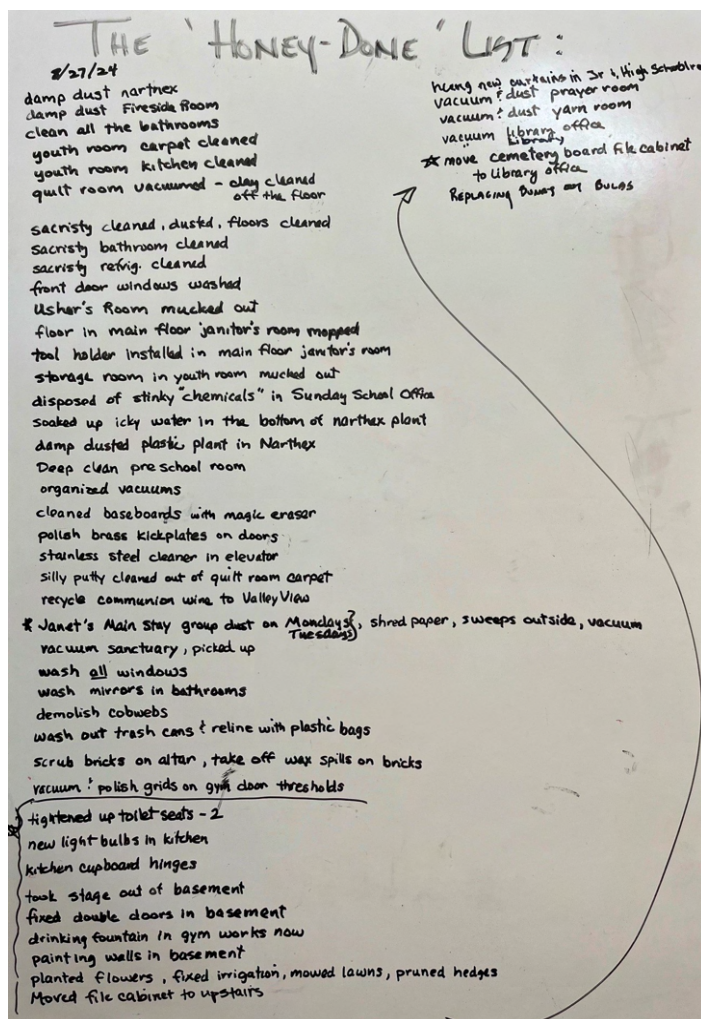 THE "HONEY-DONE" LIST:
8/27/24
damp dust nartnex
damp dust Fireside Room
clean all the bathrooms
youth room carpet cleaned
youth room kitchen cleaned
quilt room vacuumed - clay cleaned
off the floor
sacristy cleaned, dusted, floors cleaned
sacristy bathroom cleaned
sacristy refrig. cleaned
front door windows washed
Usher's Room mucked out
floor in main floor janitor's room mopped
tool holder installed in main floor janitor's room
storage room in youth room mucked out
disposed of stinky "chemicals" in Sunday School Office
soaked up icky water in the bottom of narthex plant
damp dusted plastic plant in Narthex
Deep clean preschool room
organized vacuums
cleaned baseboards with magic eraser
polish brass kickplates on doors
stainless steel cleaner in elevator
silly putty cleaned out of quilt room carpet
recycle communion wine to Valley View
* Janet's Main Stay group dust on Mondays }, shred paper, sweeps outside, vacuum
Tuesdays
vacuum sanctuary, picked up
wash all windows
wash mirrors in bathrooms
demolish cobwebs
wash out trash cans & reline with plastic bags
scrub bricks on altar, take off wax spills on bricks
vacuum & polish grids on gym door thresholds
tightened up toilet seats - 2
new light bulbs in kitchen
kitchen cupboard hinges
took stage out of basement
fixed double doors in basement
drinking fountain in gym works now
painting walls in basement
planted flowers, fixed irrigation, mowed lawns, pruned hedges
Moved file cabinet to upstairs
hung new curtains in Jr &, High School
vacuum & dust prayer room
vacuum & dust yarn room
vacuum library office
Library
☆ move cemetery board file cabinet
to library office
REPLACING BURNT OUT BULBS